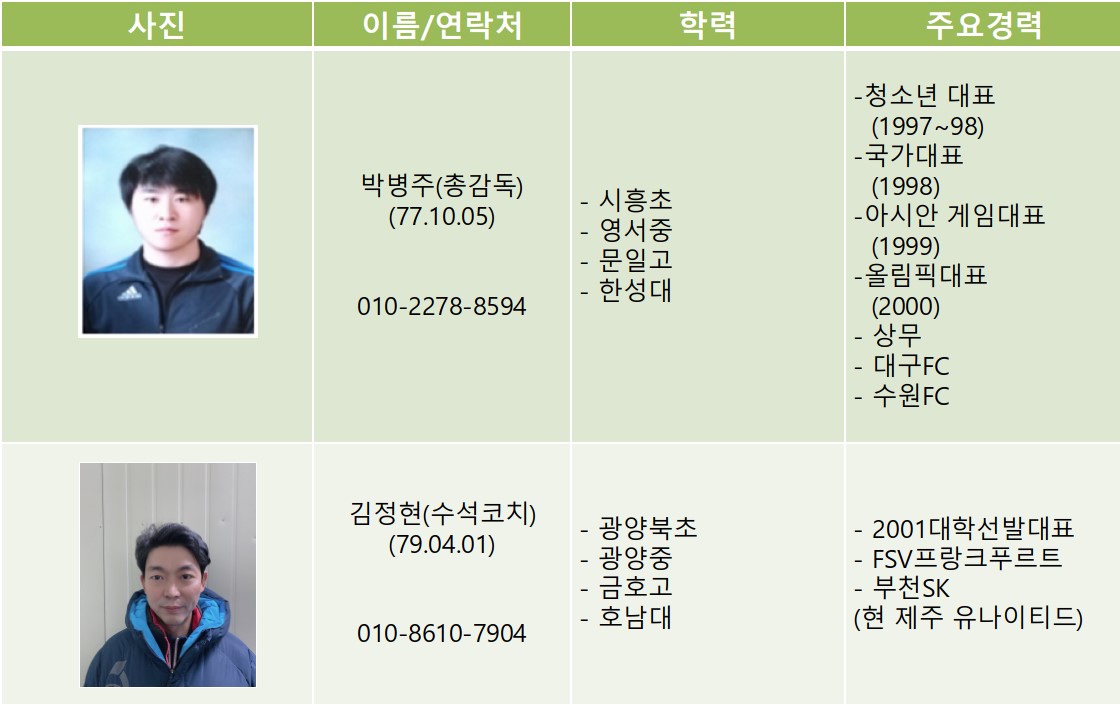 사진
이름/연락처
학력
주요경력
adidas
박병주(총감독)
(77.10.05)
010-2278-8594
- 시흥초
- 영서중
- 문일고
- 한성대
-청소년 대표
(1997~98)
-국가대표
(1998)
-아시안 게임대표
(1999)
-올림픽대표
(2000)
- 상무
- 대구FC
- 수원FC
김정현(수석코치)
(79.04.01)
010-8610-7904
- 광양북초
- 광양중
- 금호고
- 호남대
- 2001대학선발대표
- FSV프랑크푸르트
- 부천SK
(현 제주 유나이티드)